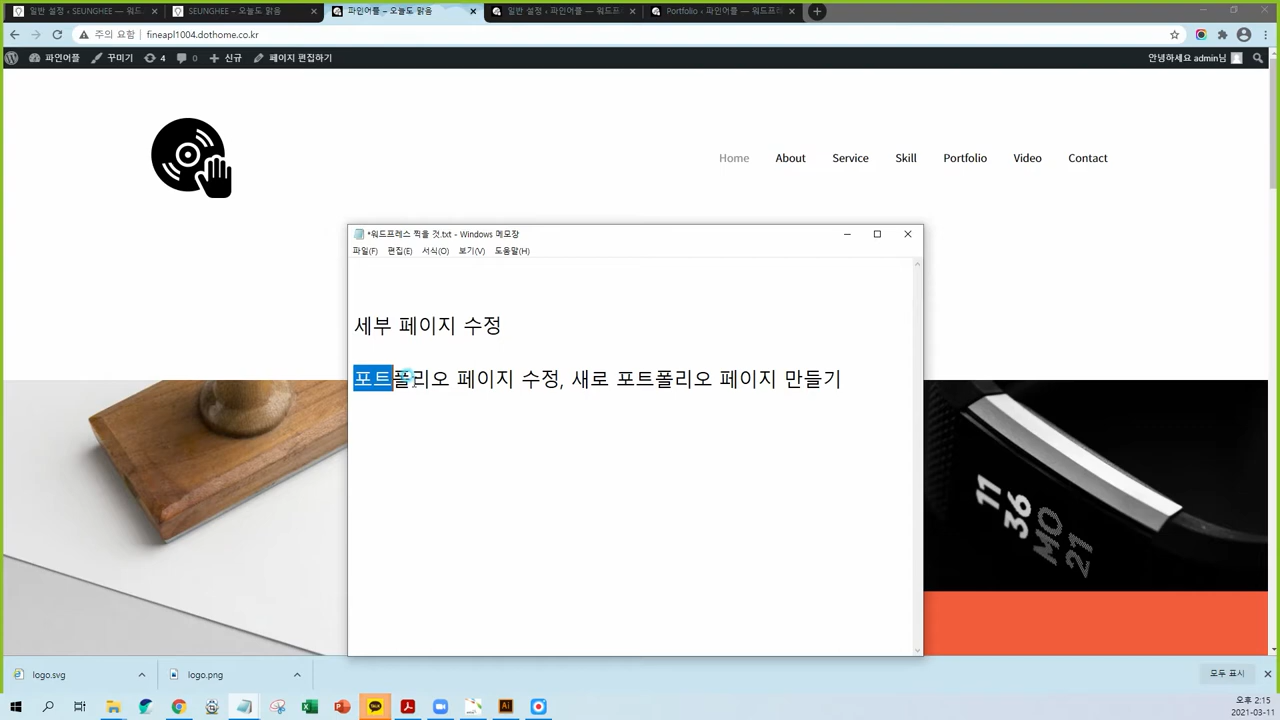 일반 설정 ‹ SEUNGHEE — 워드
SEUNGHEE – 오늘도 맑음
파인어플 – 오늘도 맑음
일반 설정 ‹ 파인어플 — 워드프
Portfolio ‹ 파인어플 — 워드프레
주의 요함 | fineapl1004.dothome.co.kr
파인어플 꾸미기 4 0 신규 페이지 편집하기 안녕하세요 admin님
Home About Service Skill Portfolio Video Contact
*워드프레스 찍을 것.txt - Windows 메모장
파일(F) 편집(E) 서식(O) 보기(V) 도움말(H)
세부 페이지 수정
포트폴리오 페이지 수정, 새로 포트폴리오 페이지 만들기
11
36
MO
21
logo.svg logo.png 모두 표시
TALK
오후 2:15
2021-03-11